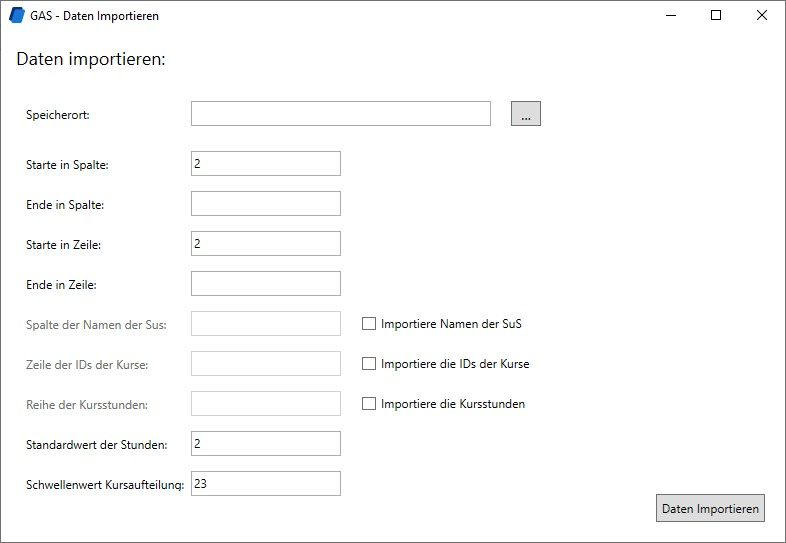 GAS - Daten Importieren
Daten importieren:
Speicherort:
...
Starte in Spalte:
2
Ende in Spalte:
Starte in Zeile:
2
Ende in Zeile:
Spalte der Namen der Sus:
Importiere Namen der SuS
Zeile der IDs der Kurse:
Importiere die IDs der Kurse
Reihe der Kursstunden:
Importiere die Kursstunden
Standardwert der Stunden:
2
Schwellenwert Kursaufteilung:
23
Daten Importieren